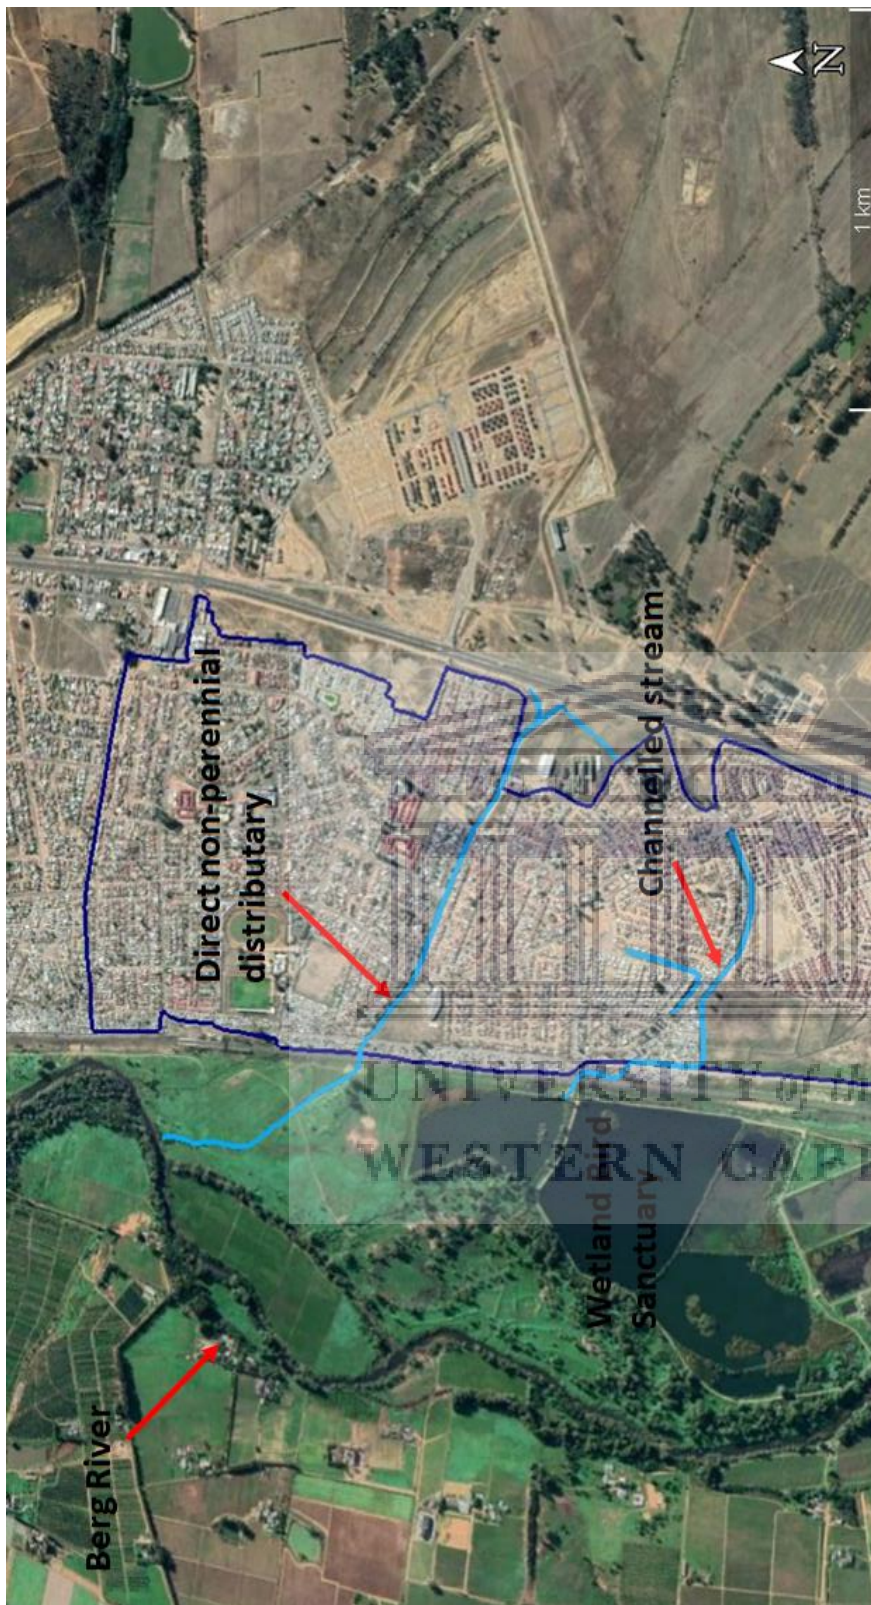 Berg River
Direct non-perennial
distributary
Wetland Bird
Sanctuary
Channelled stream
N
1 km
UNIVERSITY of the
WESTERN CAPE